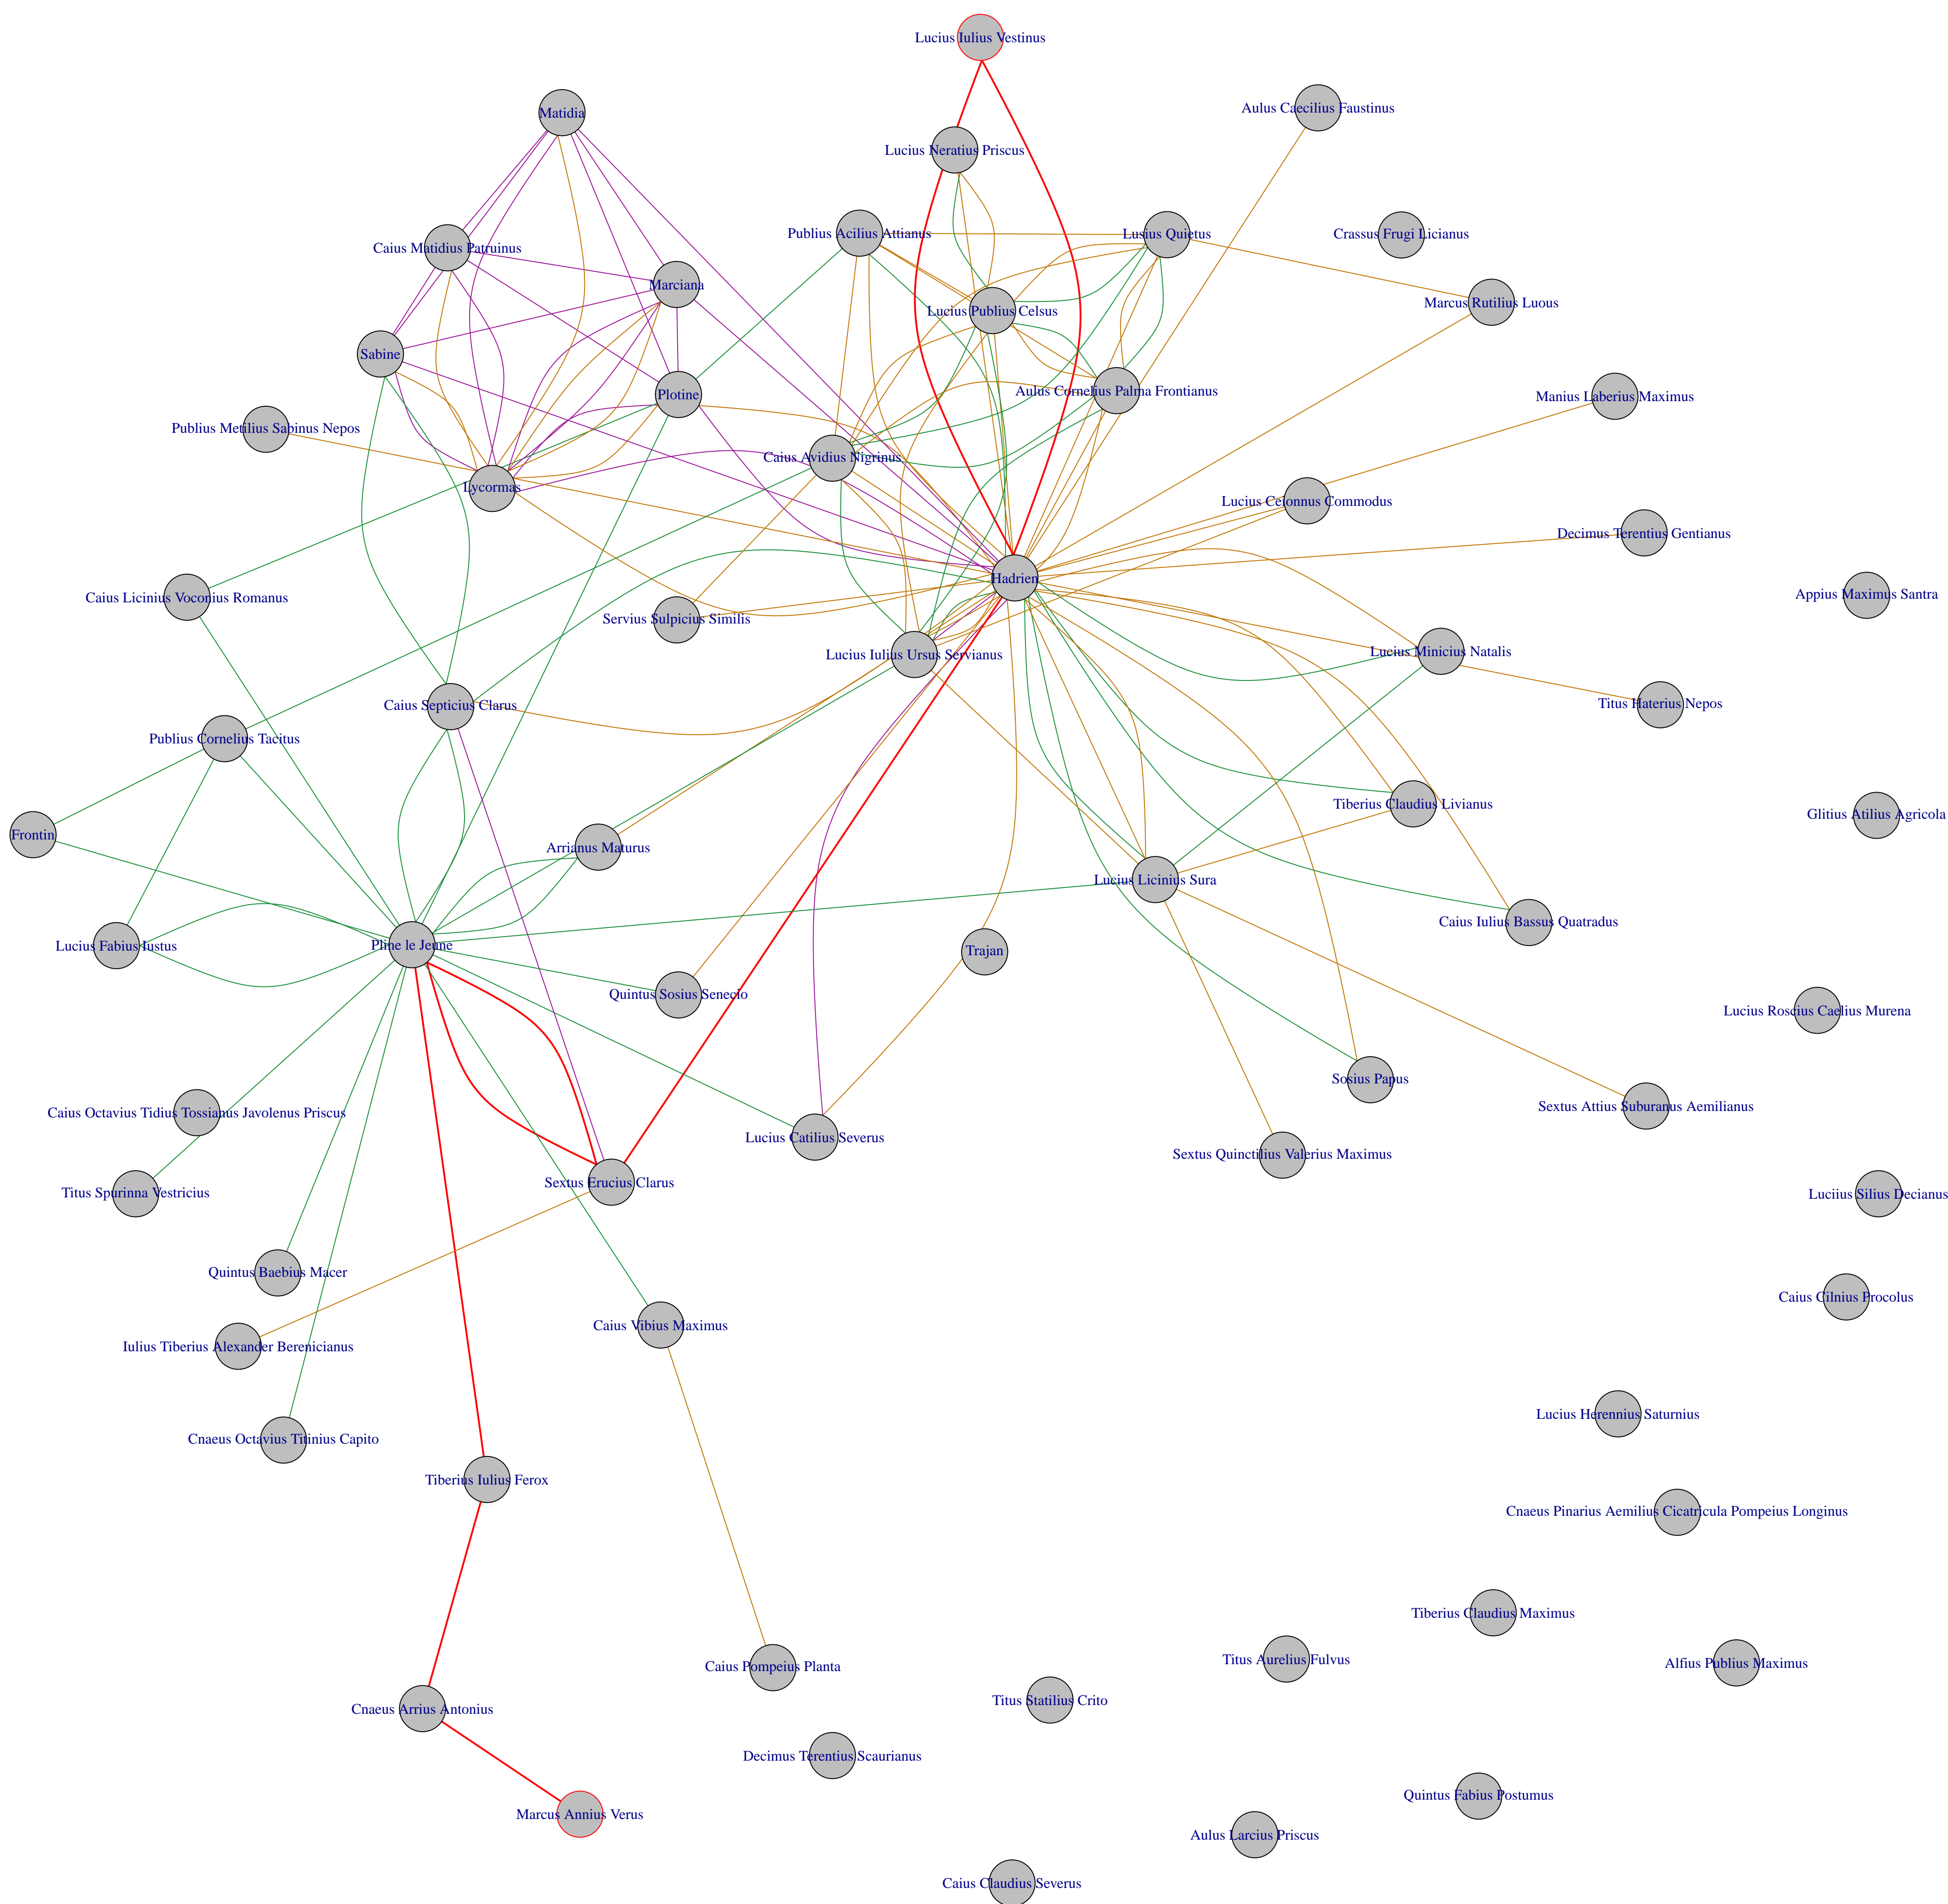 Lucius Iulius Vestinus
Aulus Caecilius Faustinus
Matidia
Lucius Neratius Priscus
Publius Acilius Attianus
Lusius Quietus
Crassus Frugi Licianus
Caius Matidius Patruinus
Marciana
Marcus Rutilius Luous
Lucius Publius Celsus
Sabine
Plotine
Aulus Cornelius Palma Frontianus
Manius Laberius Maximus
Publius Metilius Sabinus Nepos
Caius Avidius Nigrinus
Lycormas
Lucius Ceionnus Commodus
Decimus Terentius Gentianus
Hadrien
Appius Maximus Santra
Caius Licinius Voconius Romanus
Servius Sulpicius Similis
Lucius Iulius Ursus Servianus
Lucius Minicius Natalis
Caius Septicius Clarus
Titus Haterius Nepos
Publius Cornelius Tacitus
Tiberius Claudius Livianus
Glitius Atilius Agricola
Frontin
Arrianus Maturus
Lucius Licinius Sura
Caius Iulius Bassus Quatradus
Lucius Fabius Iustus
Pline le Jeune
Trajan
Quintus Sosius Senecio
Lucius Roscius Caelius Murena
Sosius Papus
Sextus Attius Suburanus Aemilianus
Caius Octavius Tidius Tossianus Javolenus Priscus
Lucius Catilius Severus
Sextus Quinctilius Valerius Maximus
Sextus Erucius Clarus
Titus Spurinna Vestricius
Luciius Silius Decianus
Quintus Baebius Macer
Caius Cilnius Procolus
Caius Vibius Maximus
Iulius Tiberius Alexander Berenicianus
Lucius Herennius Saturnius
Cnaeus Octavius Titinius Capito
Tiberius Iulius Ferox
Cnaeus Pinarius Aemilius Cicatricula Pompeius Longinus
Tiberius Claudius Maximus
Titus Aurelius Fulvus
Alfius Publius Maximus
Caius Pompeius Planta
Titus Statilius Crito
Cnaeus Arrius Antonius
Decimus Terentius Scaurianus
Quintus Fabius Postumus
Marcus Annius Verus
Aulus Larcius Priscus
Caius Claudius Severus